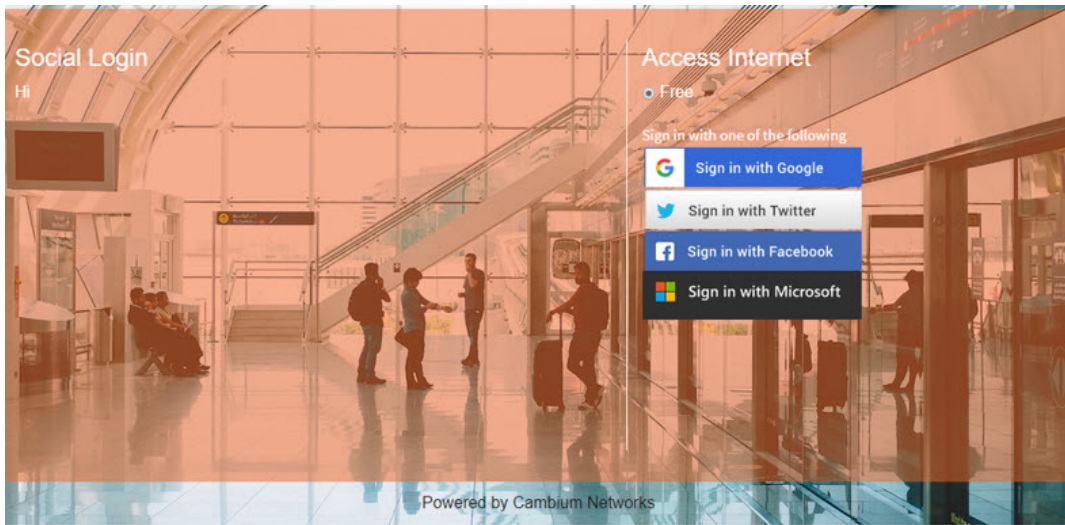 Social Login
Hi
Access Internet
Free
Sign in with one of the following
Sign in with Google
Sign in with Twitter
Sign in with Facebook
Sign in with Microsoft
Powered by Cambium Networks